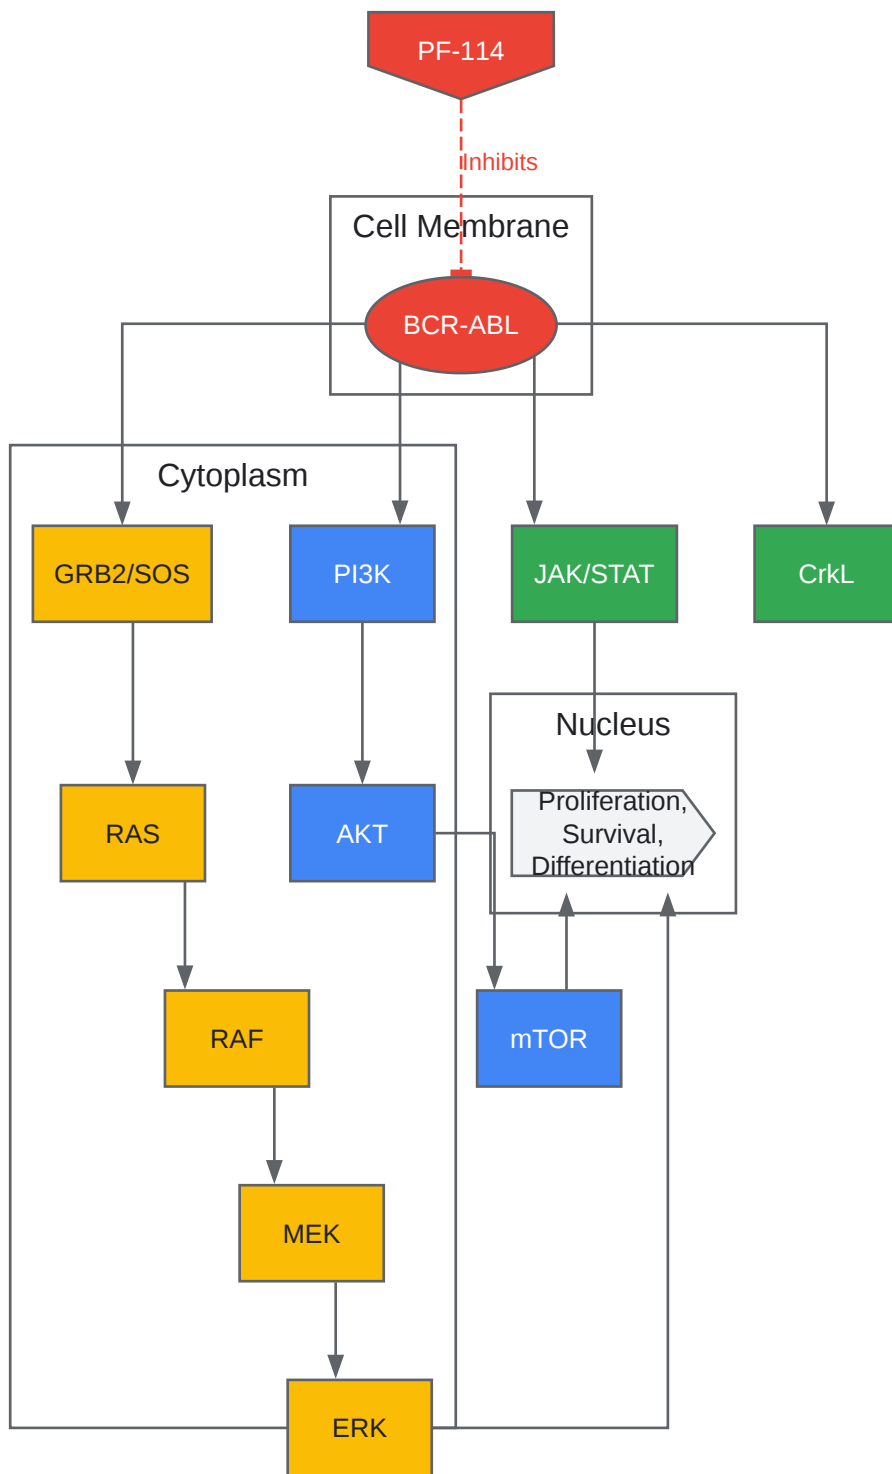 PF-114
Inhibits
Cell Membrane
BCR-ABL
Cytoplasm
GRB2/SOS
PI3K
JAK/STAT
CrkL
Nucleus
RAS
AKT
Proliferation,
Survival,
Differentiation
RAF
mTOR
MEK
ERK